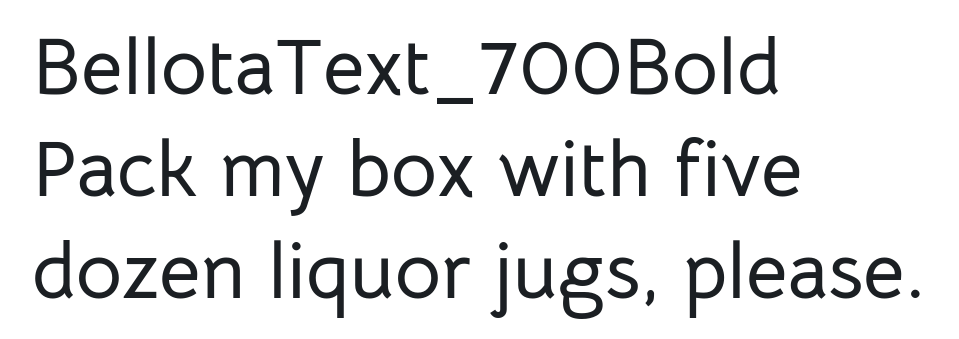 BellotaText_700Bold
Pack my box with five
dozen liquor jugs, please.